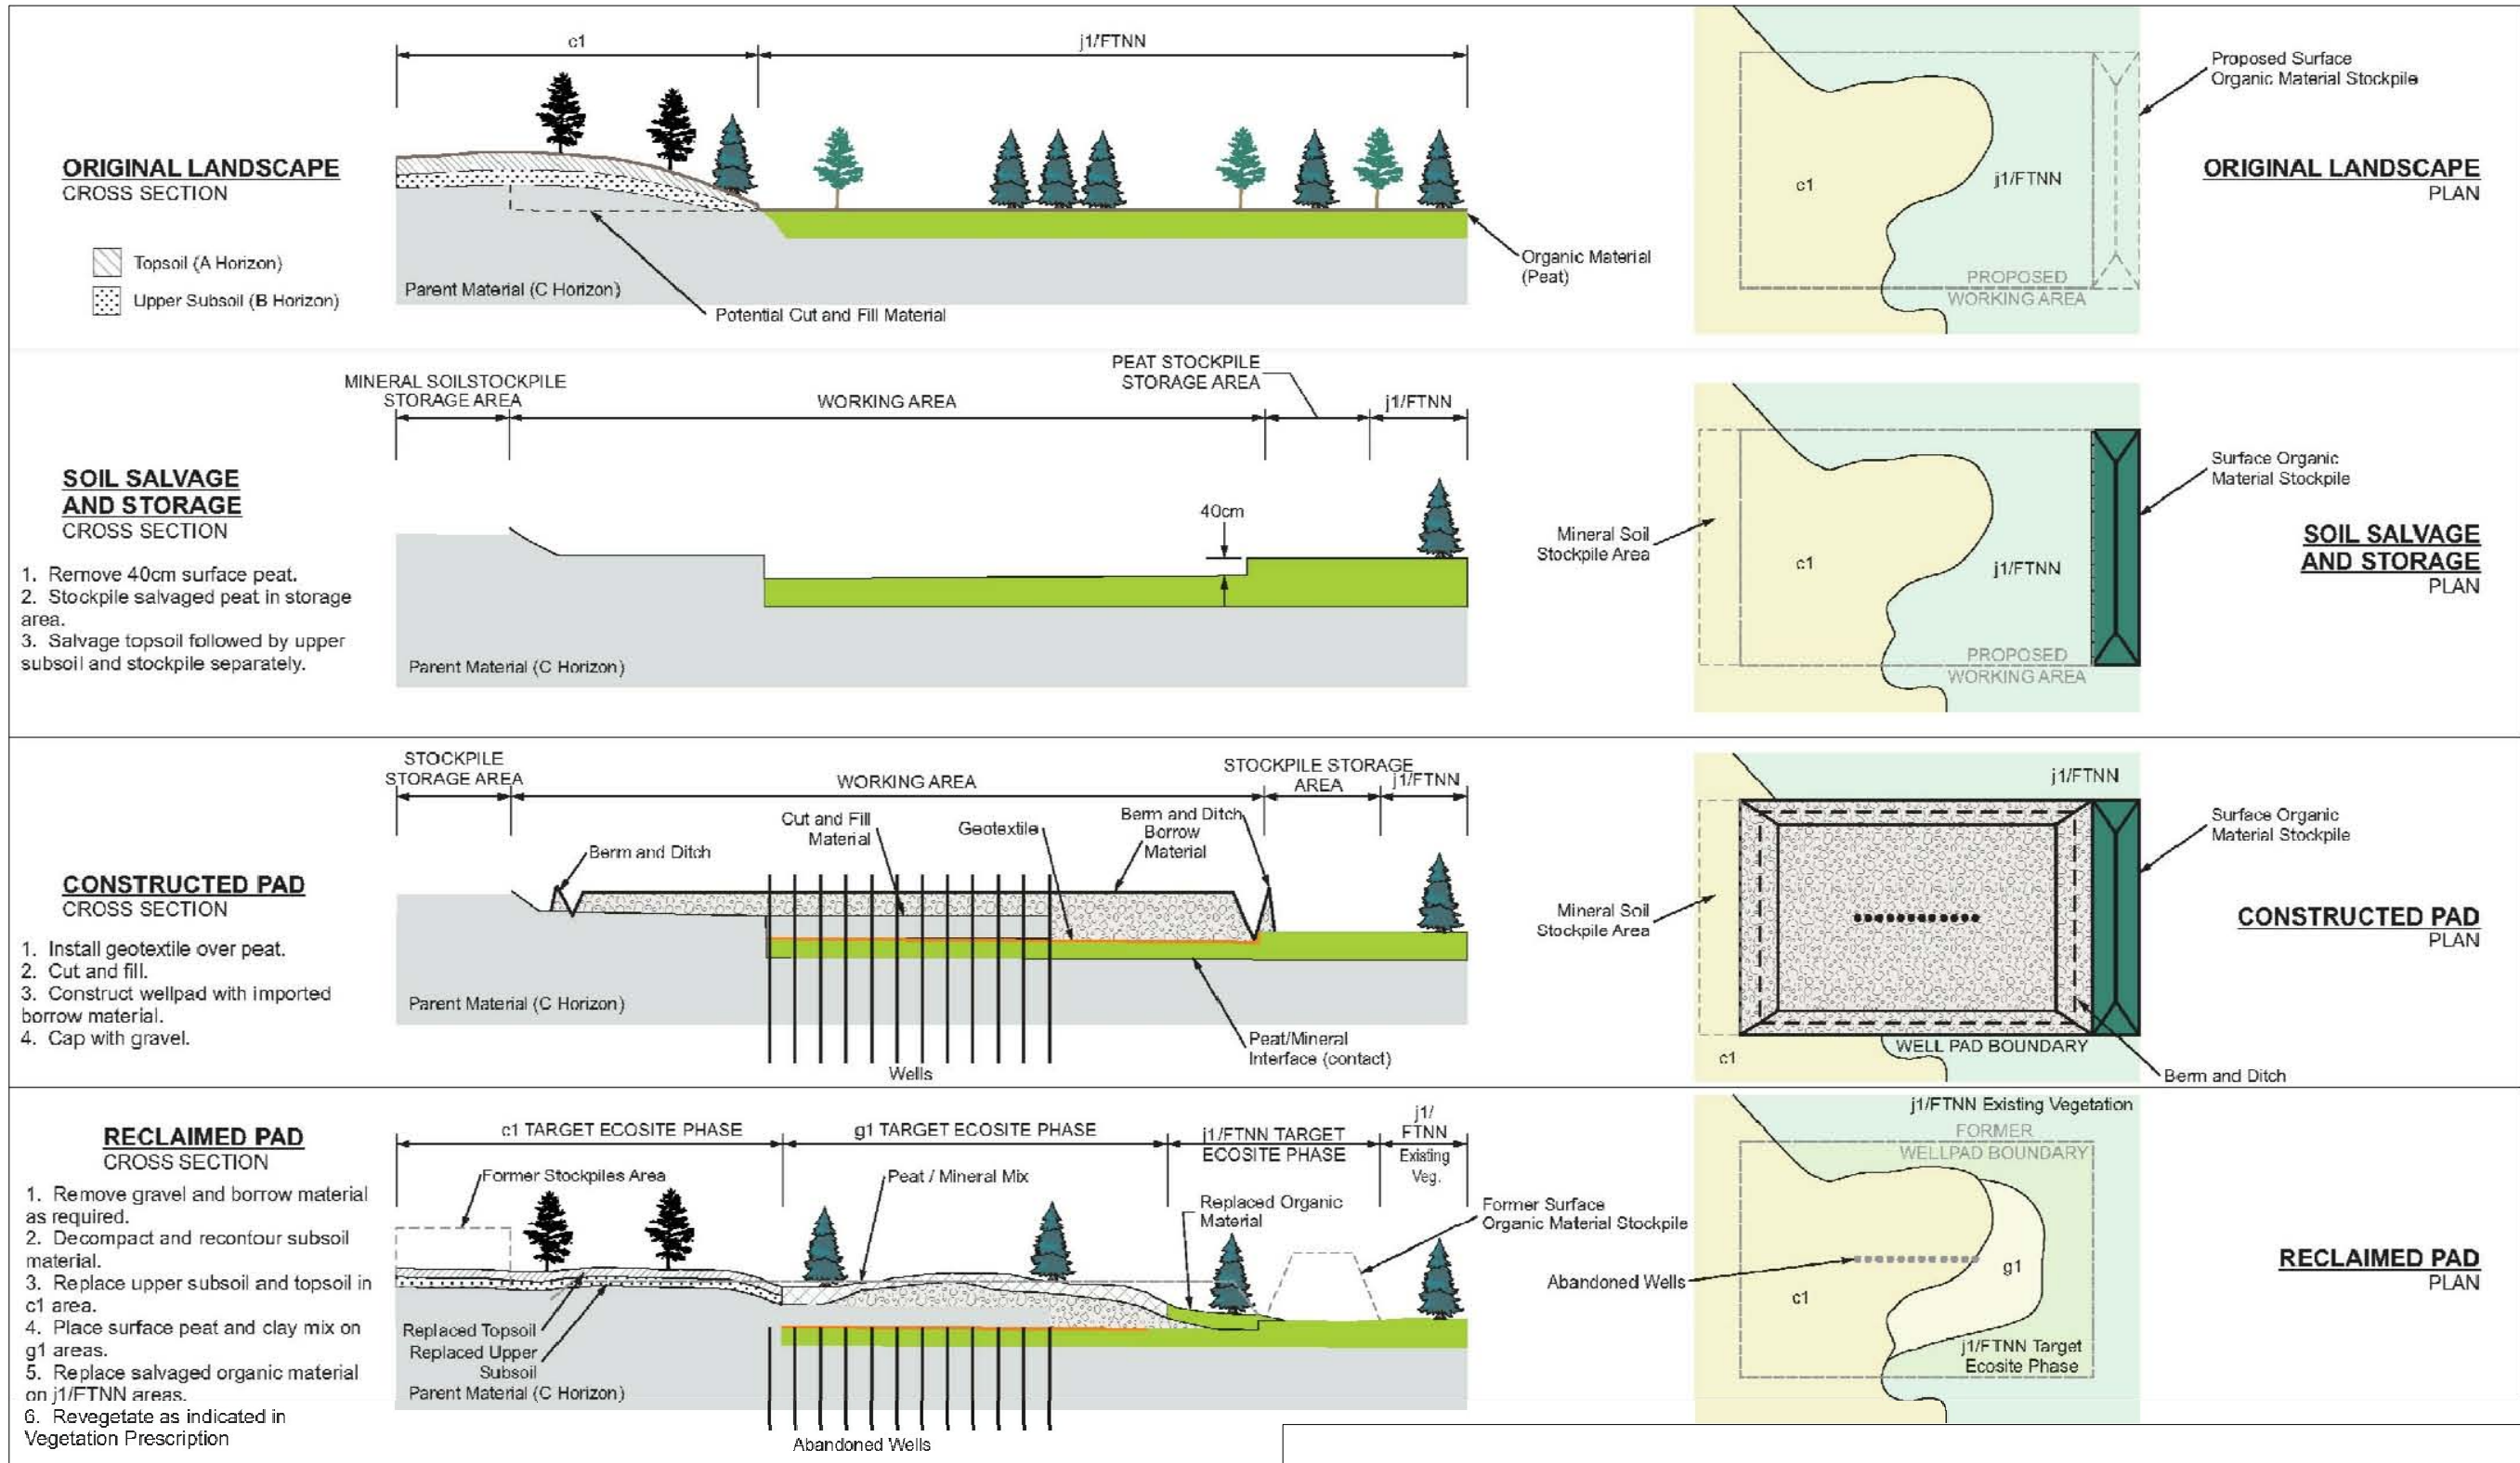 c1
j1/FTNN
ORIGINAL LANDSCAPE
CROSS SECTION
Topsoil (A Horizon)
Upper Subsoil (B Horizon)
Parent Material (C Horizon)
Potential Cut and Fill Material
Organic Material
(Peat)
Proposed Surface
Organic Material Stockpile
c1
j1/FTNN
PROPOSED
WORKING AREA
ORIGINAL LANDSCAPE
PLAN
MINERAL SOILSTOCKPILE
STORAGE AREA
WORKING AREA
PEAT STOCKPILE
STORAGE AREA
j1/FTNN
SOIL SALVAGE
AND STORAGE
CROSS SECTION
1. Remove 40cm surface peat.
2. Stockpile salvaged peat in storage
area.
3. Salvage topsoil followed by upper
subsoil and stockpile separately.
40cm
Parent Material (C Horizon)
Mineral Soil
Stockpile Area
c1
j1/FTNN
PROPOSED
WORKING AREA
Surface Organic
Material Stockpile
SOIL SALVAGE
AND STORAGE
PLAN
STOCKPILE
STORAGE AREA
WORKING AREA
STOCKPILE STORAGE
AREA
j1/FTNN
CONSTRUCTED PAD
CROSS SECTION
1. Install geotextile over peat.
2. Cut and fill.
3. Construct wellpad with imported
borrow material.
4. Cap with gravel.
Berm and Ditch
Cut and Fill
Material
Geotextile
Berm and Ditch
Borrow
Material
Parent Material (C Horizon)
Wells
Peat/Mineral
Interface (contact)
Mineral Soil
Stockpile Area
j1/FTNN
c1
WELL PAD BOUNDARY
Surface Organic
Material Stockpile
Berm and Ditch
CONSTRUCTED PAD
PLAN
RECLAIMED PAD
CROSS SECTION
1. Remove gravel and borrow material
as required.
2. Decompact and recontour subsoil
material.
3. Replace upper subsoil and topsoil in
c1 area.
4. Place surface peat and clay mix on
g1 areas.
5. Replace salvaged organic material
on j1/FTNN areas.
6. Revegetate as indicated in
Vegetation Prescription
c1 TARGET ECOSITE PHASE
g1 TARGET ECOSITE PHASE
j1/FTNN TARGET
ECOSITE PHASE
j1/
FTNN
Existing
Veg.
Former Stockpiles Area
Peat / Mineral Mix
Replaced Organic
Material
Former Surface
Organic Material Stockpile
Replaced Topsoil
Replaced Upper
Subsoil
Parent Material (C Horizon)
Abandoned Wells
j1/FTNN Existing Vegetation
FORMER
WELLPAD BOUNDARY
Abandoned Wells
c1
g1
j1/FTNN Target
Ecosite Phase
RECLAIMED PAD
PLAN